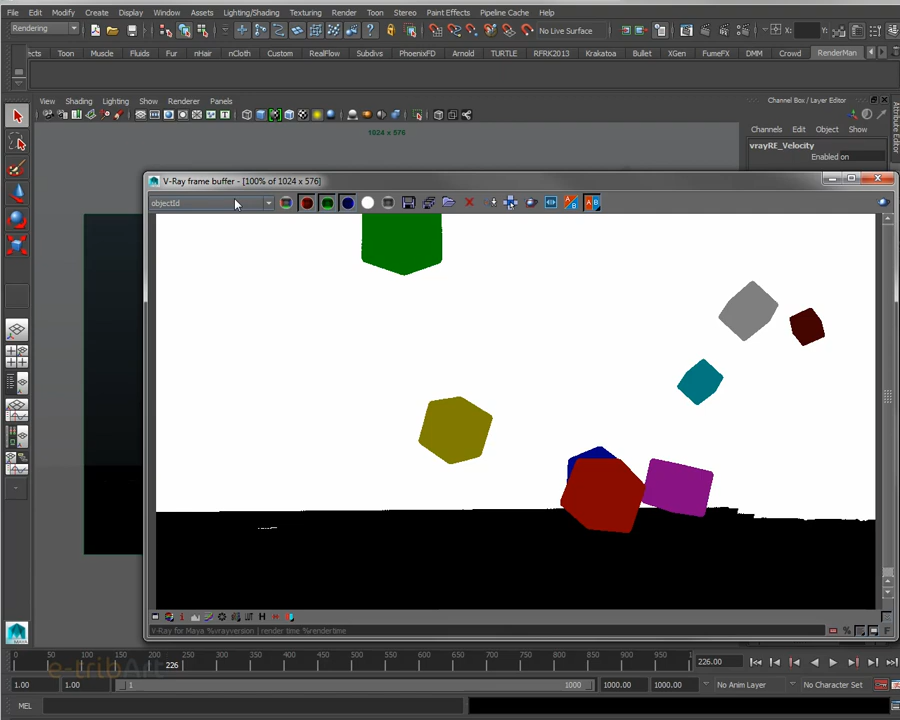 File Edit Modify Create Display Window Assets Lighting/Shading Texturing Render Toon Stereo Paint Effects Pipeline Cache Help
Rendering No Live Surface
Toon Muscle Fluids Fur nHair nCloth Custom RealFlow Subdivs PhoenixFD Arnold TURTLE RFRK2013 Krakatoa Bullet XGen FumeFX DMM Crowd RenderMan
View Shading Lighting Show Renderer Panels
Channel Box / Layer Editor
1024 x 576
Channels Edit Object Show
Attribute Editor
vrayRE_Velocity
Enabled on
V-Ray frame buffer - [100% of 1024 x 576]
objectId
V-Ray for Maya %vrayversion | render time %rendertime
0 50 100 150 200 226 250 300 350 400 450 500 550 600 650 700 750 800 850 900 950 226.00
e-tribArt
1.00 1.00 1 1000 1000.00 1000.00 No Anim Layer No Character Set
MEL